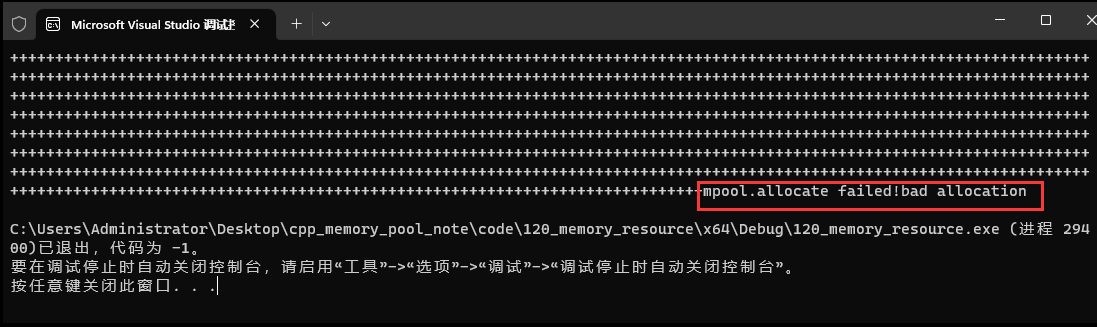 Microsoft Visual Studio 调试
++++++++++++++++++++++++++++++++++++++++++++++++++++++++++++++++++++++++++++++++++++++++++++++++++++++++++++++++++++++++
++++++++++++++++++++++++++++++++++++++++++++++++++++++++++++++++++++++++++++++++++++++++++++++++++++++++++++++++++++++++
++++++++++++++++++++++++++++++++++++++++++++++++++++++++++++++++++++++++++++++++++++++++++++++++++++++++++++++++++++++++
++++++++++++++++++++++++++++++++++++++++++++++++++++++++++++++++++++++++++++++++++++++++++++++++++++++++++++++++++++++++
++++++++++++++++++++++++++++++++++++++++++++++++++++++++++++++++++++++++++++++++++++++++++++++++++++++++++++++++++++++++
++++++++++++++++++++++++++++++++++++++++++++++++++++++++++++++++++++++++++++++++++++++++++++++++++++++++++++++++++++++++
++++++++++++++++++++++++++++++++++++++++++++++++++++++++++++++++++++++++++++++++++++++++++++++++++++++++++++++++++++++++
+++++++++++++++++++++++++++++++++++++++++++++++++++++++++++++++++++++++++++++mpool.allocate failed!bad allocation
C:\Users\Administrator\Desktop\cpp_memory_pool_note\code\120_memory_resource\x64\Debug\120_memory_resource.exe (进程 294
00)已退出，代码为 -1。
要在调试停止时自动关闭控制台，请启用“工具”->“选项”->“调试”->“调试停止时自动关闭控制台”。
按任意键关闭此窗口. . .